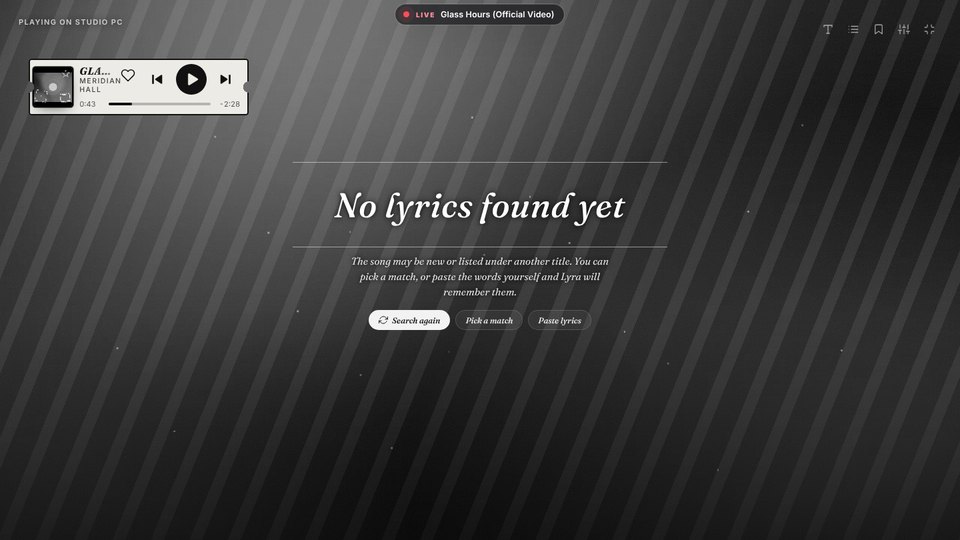 PLAYING ON STUDIO PC
LIVE Glass Hours (Official Video)
GLA...
MERIDIAN
HALL
0:43
-2:28
No lyrics found yet
The song may be new or listed under another title. You can
pick a match, or paste the words yourself and Lyra will
remember them.
Search again
Pick a match
Paste lyrics